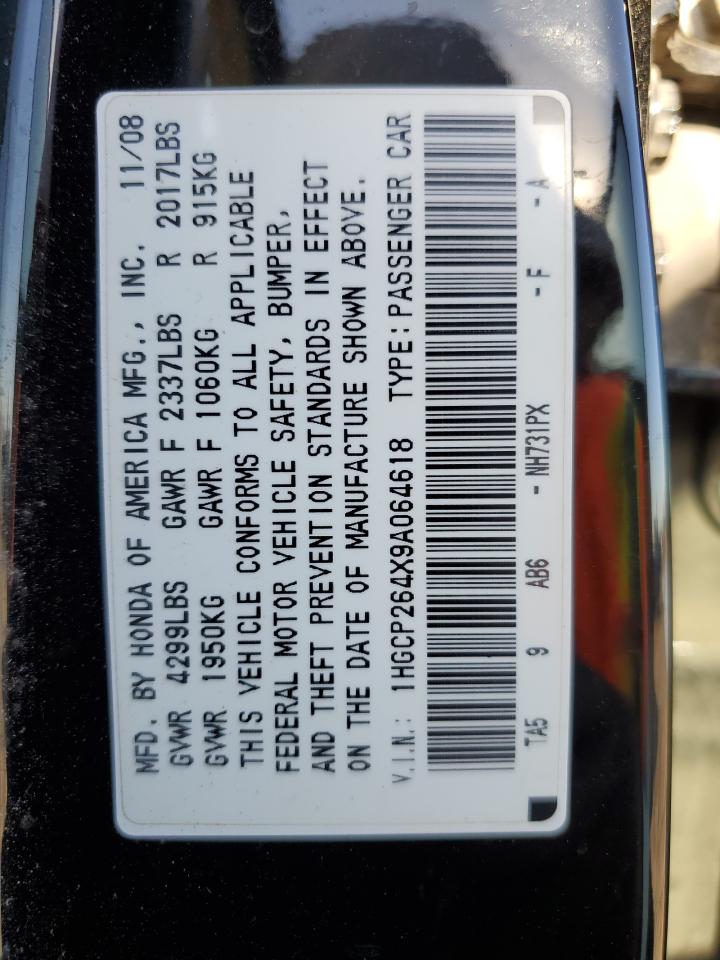 MFD. BY HONDA OF AMERICA MFG., INC. 11/08
GVWR 4299LBS GAWR F 2337LBS R 2017LBS
GVWR 1950KG GAWR F 1060KG R 915KG
THIS VEHICLE CONFORMS TO ALL APPLICABLE
FEDERAL MOTOR VEHICLE SAFETY, BUMPER,
AND THEFT PREVENTION STANDARDS IN EFFECT
ON THE DATE OF MANUFACTURE SHOWN ABOVE.
V.I.N.: 1HGCP264X9A064618 TYPE:PASSENGER CAR
TA5 9 AB6 - NH731PX - F - A